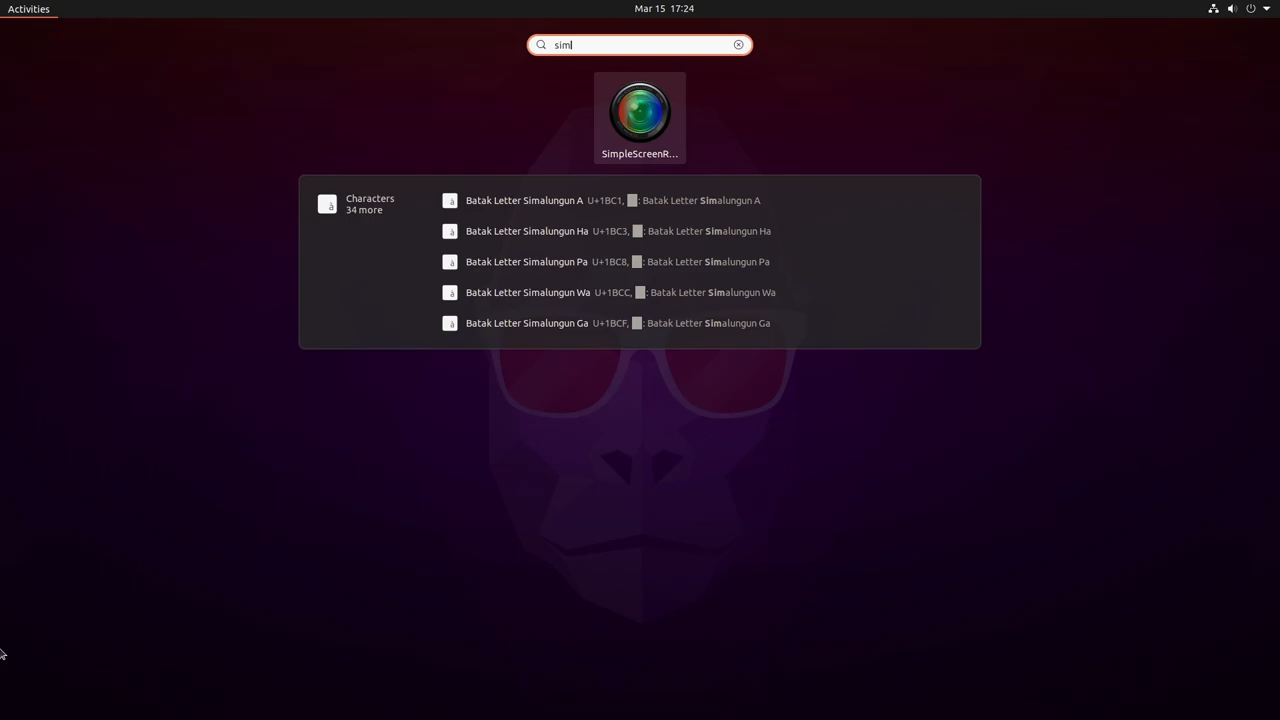 Activities
Mar 15 17:24
sim
SimpleScreenR...
Characters
34 more
Batak Letter Simalungun A U+1BC1, : Batak Letter Simalungun A
Batak Letter Simalungun Ha U+1BC3, : Batak Letter Simalungun Ha
Batak Letter Simalungun Pa U+1BC8, : Batak Letter Simalungun Pa
Batak Letter Simalungun Wa U+1BCC, : Batak Letter Simalungun Wa
Batak Letter Simalungun Ga U+1BCF, : Batak Letter Simalungun Ga